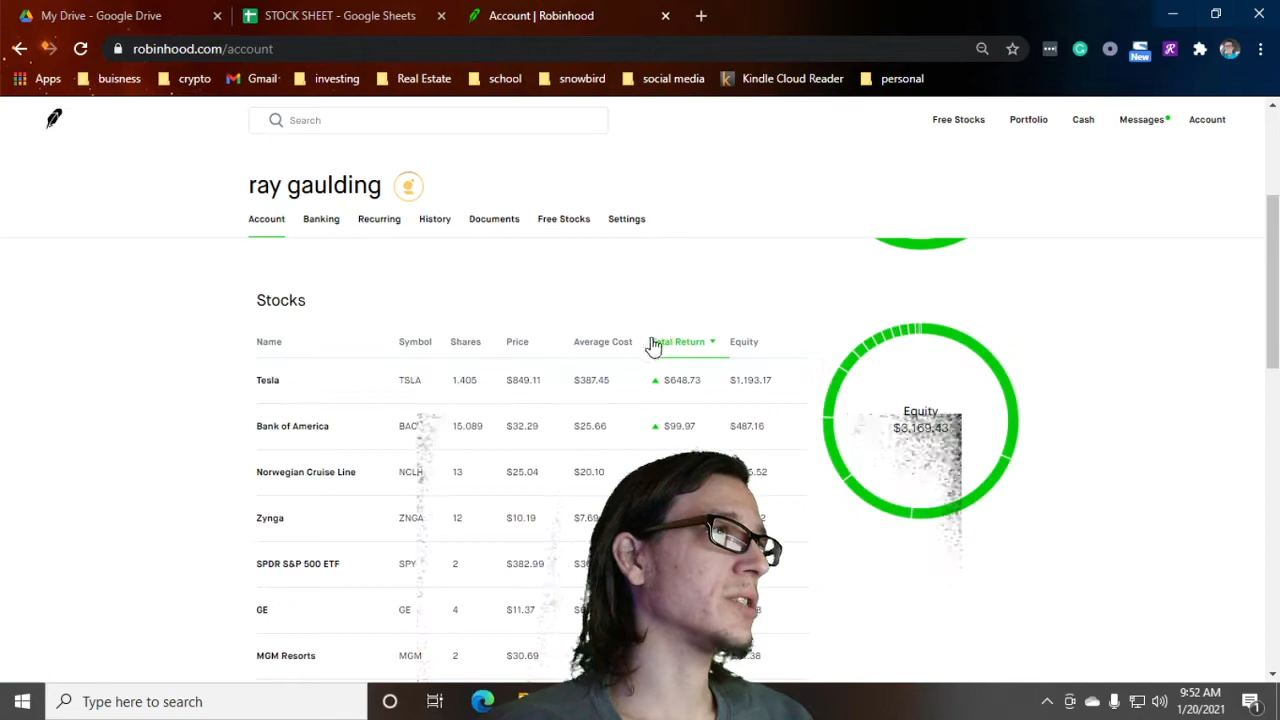 My Drive - Google Drive
STOCK SHEET - Google Sheets
Account | Robinhood
robinhood.com/account
New
Apps buisness crypto Gmail investing Real Estate school snowbird social media Kindle Cloud Reader personal
Search
Free Stocks Portfolio Cash Messages Account
ray gaulding
Account Banking Recurring History Documents Free Stocks Settings
Stocks
Name Symbol Shares Price Average Cost Return Equity
Tesla TSLA 1.405 $849.11 $387.45 $648.73 $1,193.17
Bank of America BAC 15.089 $32.29 $25.66 $99.97 $487.16
Equity
$3,169.43
Norwegian Cruise Line NCLH 13 $25.04 $20.10
Zynga ZNGA 12 $10.19
SPDR S&P 500 ETF SPY 2 $382.99
GE GE 4 $11.37
MGM Resorts MGM 2 $30.69
Type here to search
9:52 AM
1/20/2021